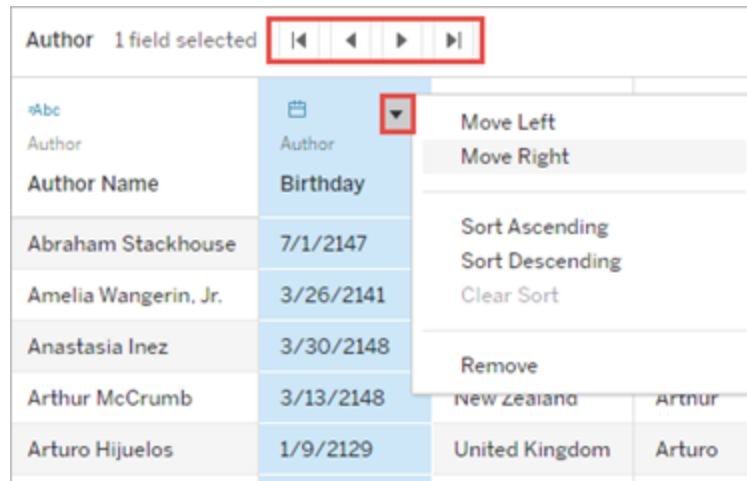 Author 1 field selected
Abc
Author
Author Name
Author
Birthday
Move Left
Move Right
Sort Ascending
Sort Descending
Clear Sort
Remove
Abraham Stackhouse 7/1/2147
Amelia Wangerin, Jr. 3/26/2141
Anastasia Inez 3/30/2148
Arthur McCrumb 3/13/2148 New Zealand Arthur
Arturo Hijuelos 1/9/2129 United Kingdom Arturo